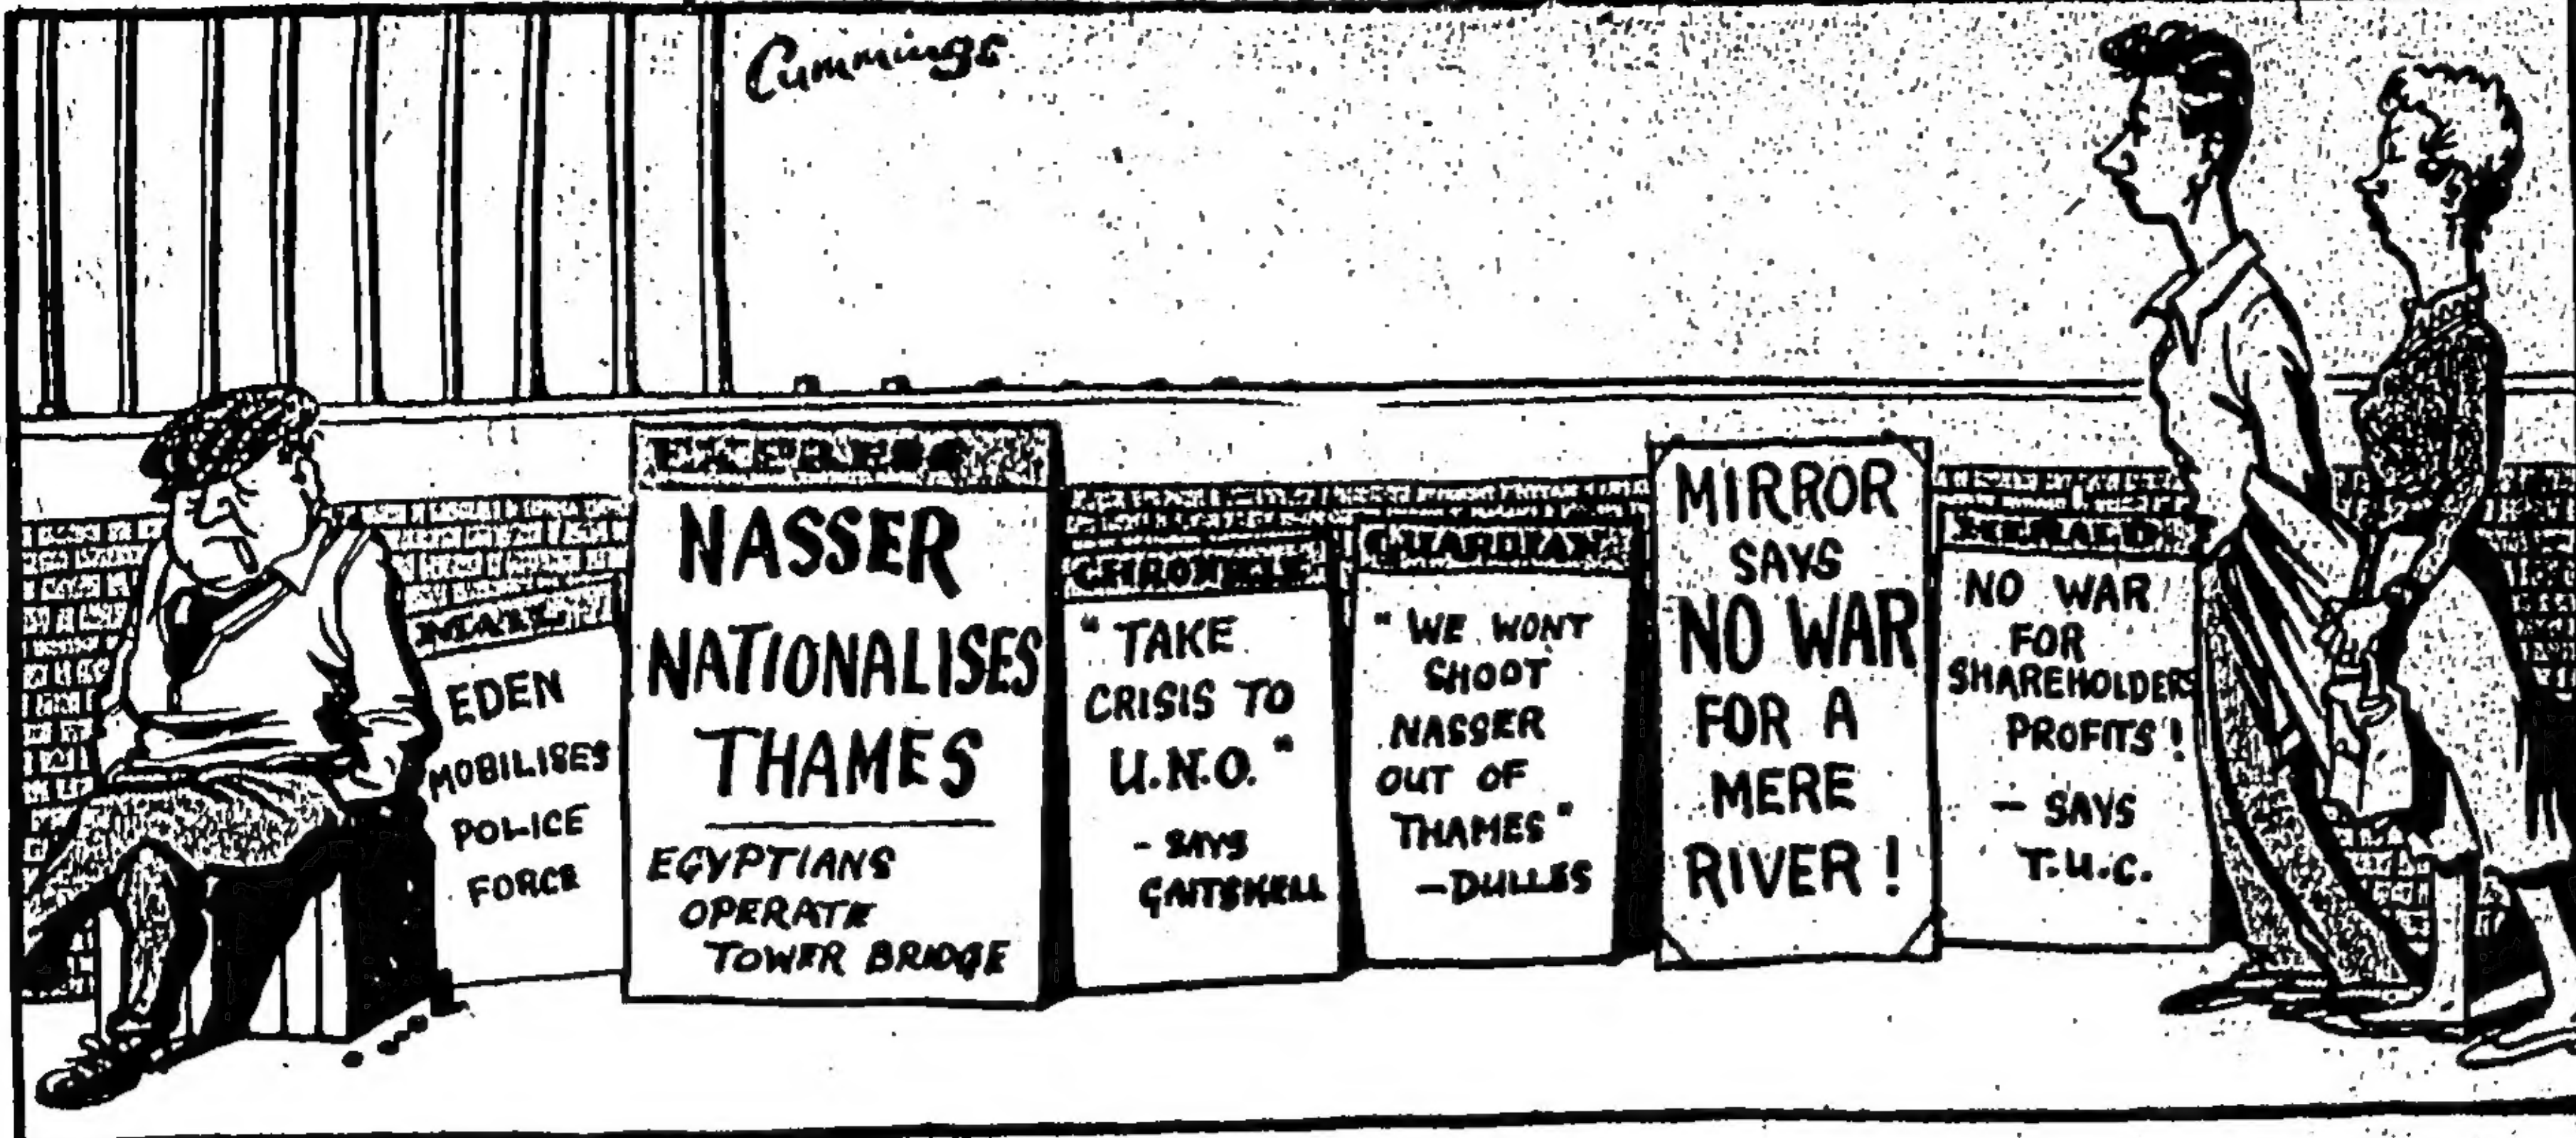 Cummings
MAIL
EDEN
MOBILISES
POLICE
FORCE
EXPRESS
NASSER
NATIONALISES
THAMES
EGYPTIANS
OPERATE
TOWER BRIDGE
CHRONICLE
"TAKE
CRISIS TO
U.N.O."
- SAYS
GAITSKELL
GUARDIAN
"WE WONT
SHOOT
NASSER
OUT OF
THAMES"
-DULLES
MIRROR
SAYS
NO WAR
FOR A
MERE
RIVER!
HERALD
NO WAR
FOR
SHAREHOLDERS
PROFITS!
- SAYS
T.U.C.